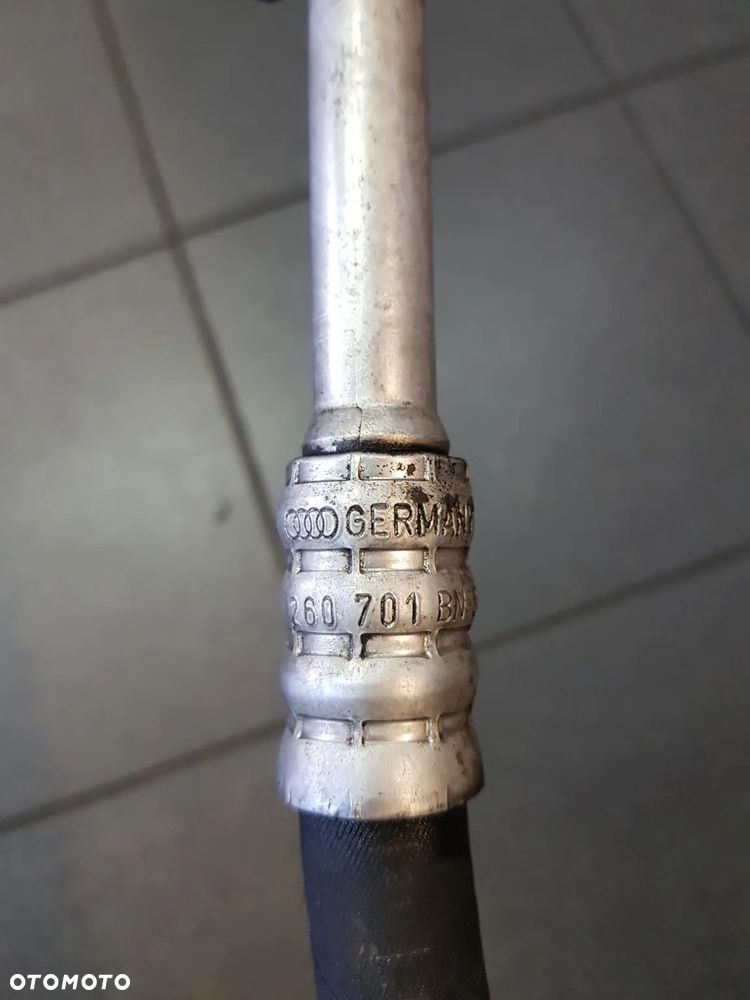 GERMAN
260 701 BN
OTOMOTO